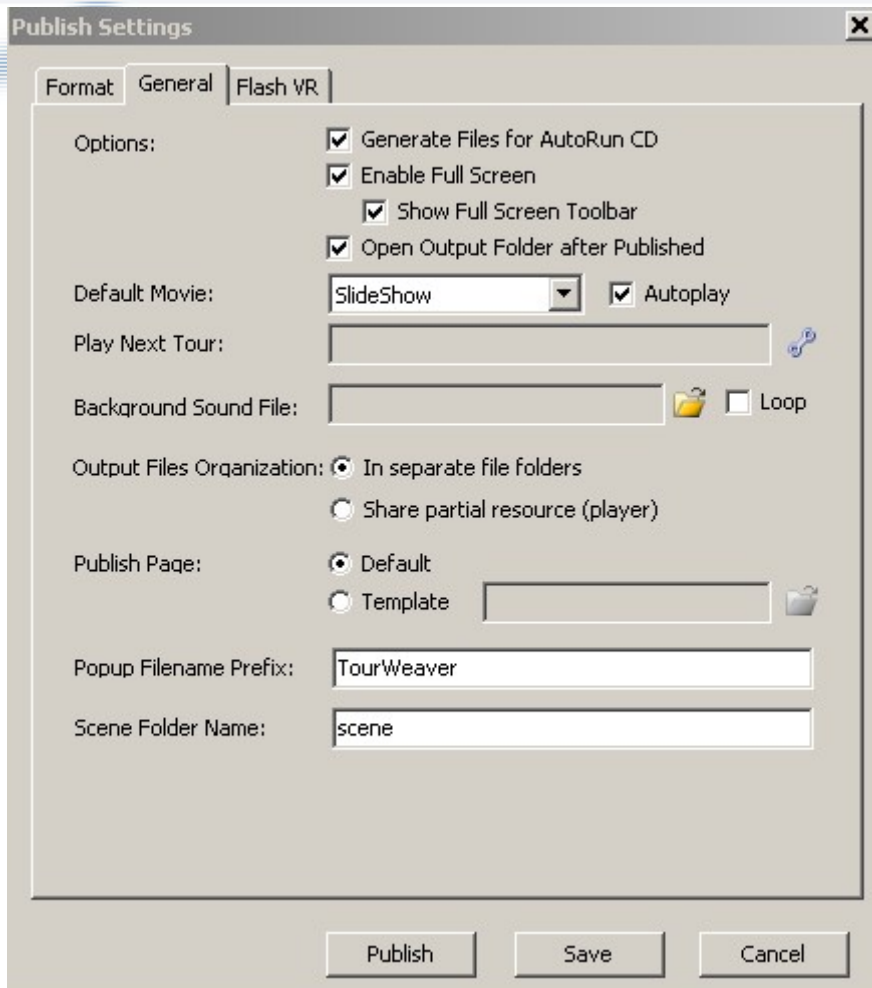 Publish Settings
Format General Flash VR
Options: Generate Files for AutoRun CD
Enable Full Screen
Show Full Screen Toolbar
Open Output Folder after Published
Default Movie: SlideShow Autoplay
Play Next Tour:
Background Sound File: Loop
Output Files Organization: In separate file folders
Share partial resource (player)
Publish Page: Default
Template
Popup Filename Prefix: TourWeaver
Scene Folder Name: scene
Publish Save Cancel